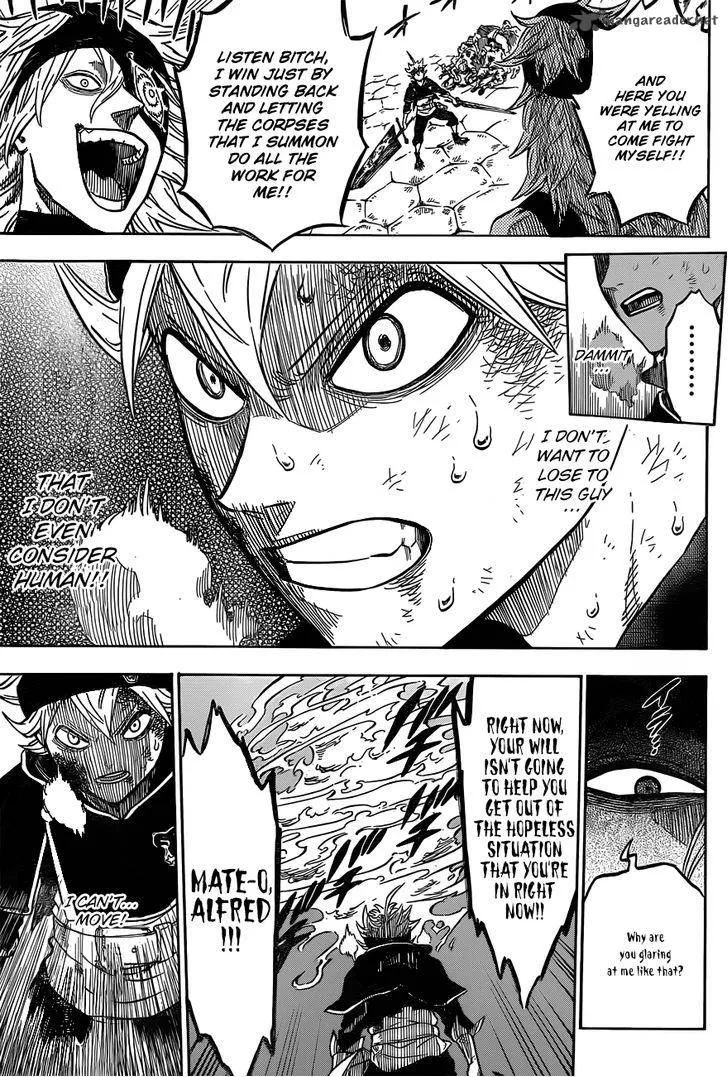 mangareader.net
AND
HERE YOU
WERE YELLING
AT ME TO
COME FIGHT
MYSELF!!
LISTEN BITCH,
I WIN JUST BY
STANDING BACK
AND LETTING
THE CORPSES
THAT I SUMMON
DO ALL THE
WORK FOR
ME!!
........
DAMMIT
...
I DON'T
WANT TO
LOSE TO
THIS GUY
...
THAT
I DON'T
EVEN
CONSIDER
HUMAN!!
Why are
you glaring
at me like that?
RIGHT NOW,
YOUR WILL
ISN'T GOING
TO HELP YOU
GET OUT OF
THE HOPELESS
SITUATION
THAT YOU'RE
IN RIGHT
NOW!!
MATE-O,
ALFRED
!!!
I CAN'T...
MOVE!